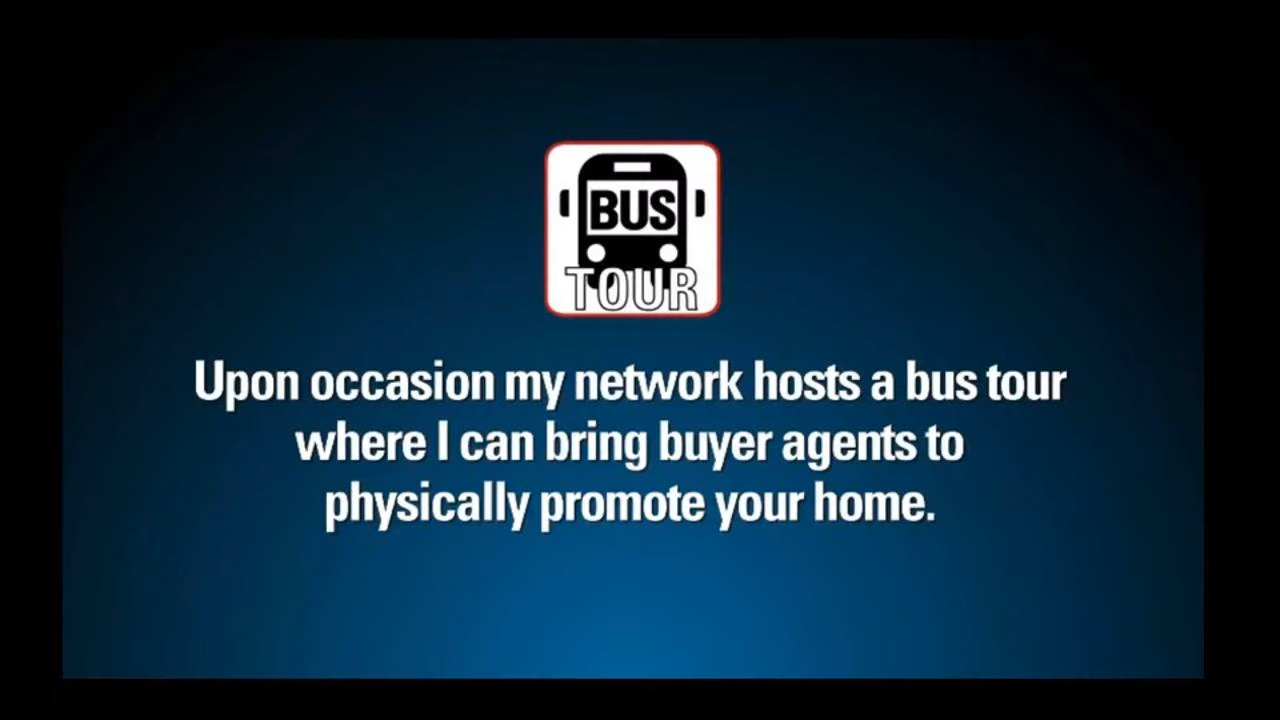 BUS
TOUR
Upon occasion my network hosts a bus tour
where I can bring buyer agents to
physically promote your home.